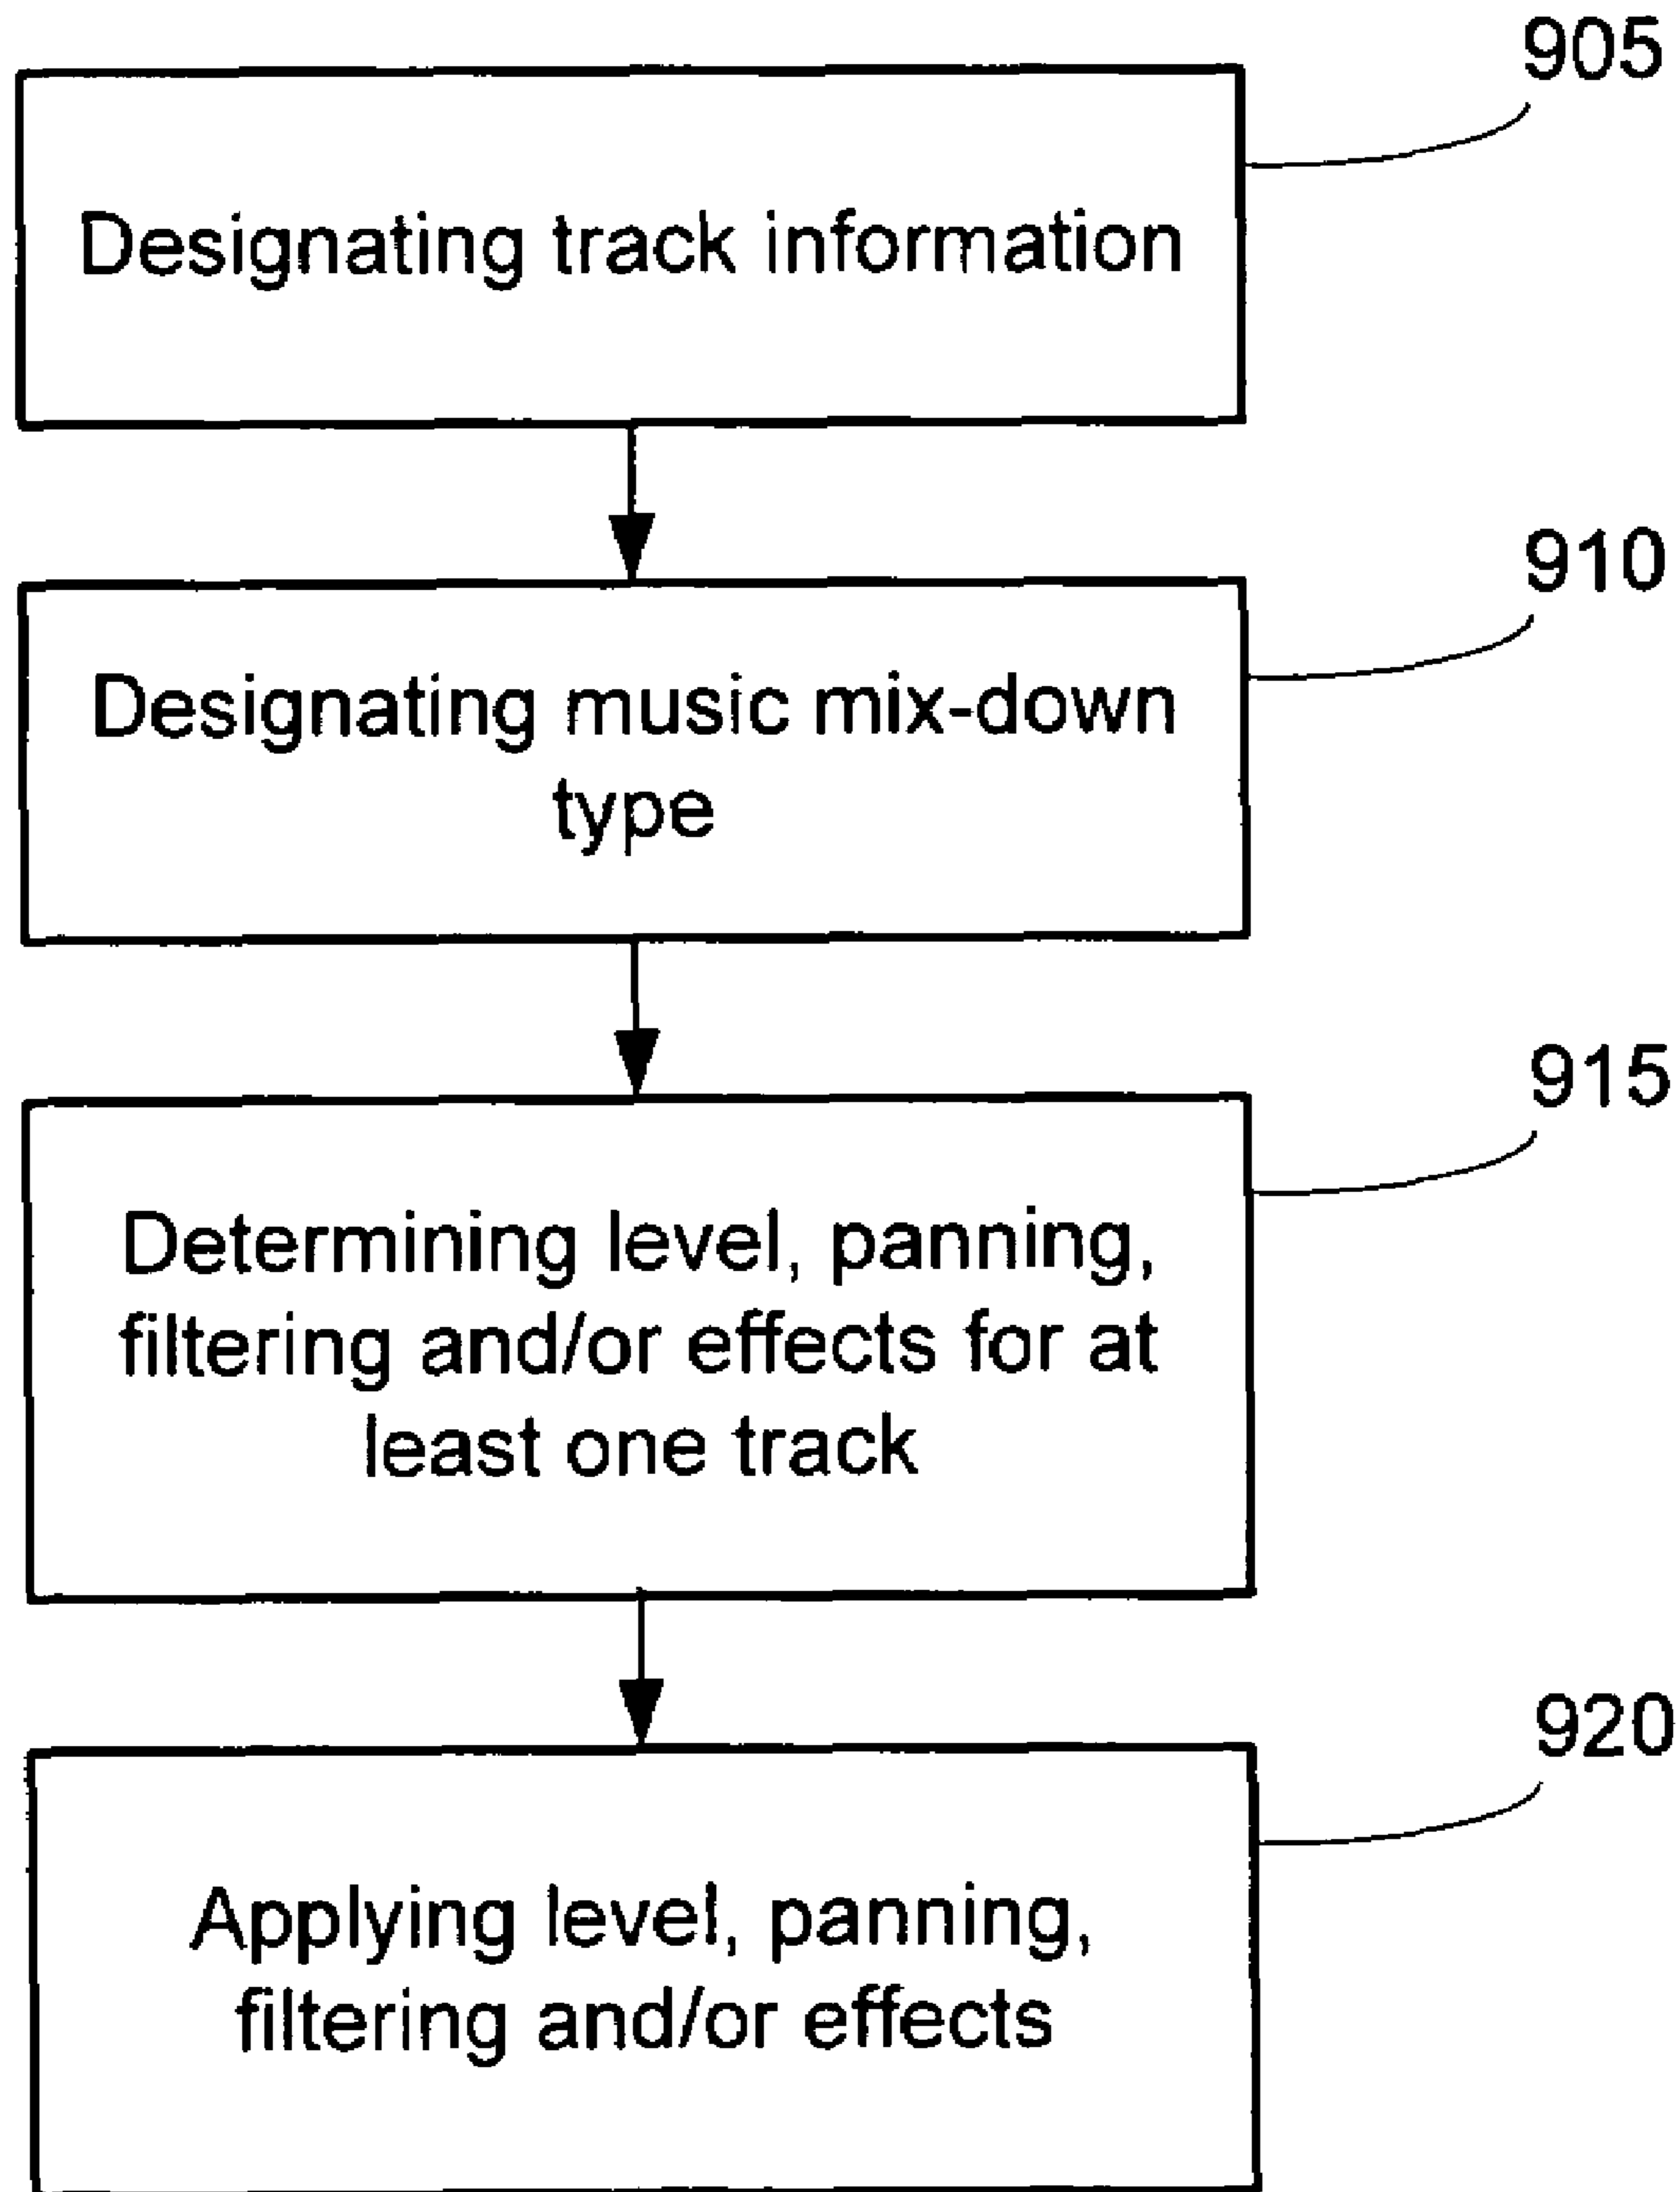 905
Designating track information
910
Designating music mix-down
type
915
Determining level, panning,
filtering and/or effects for at
least one track
920
Applying level, panning,
filtering and/or effects